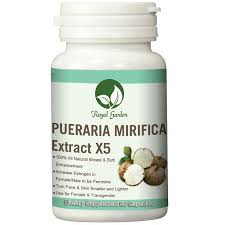 Royal Garden
PUERARIA MIRIFICA
Extract X5
100% All Natural Breast & Butt
Enhancement
Increase Estrogen in
Female/Male to be Feminine
Turn Face & Skin Smaller and Lighter
Use for Female & Transgender